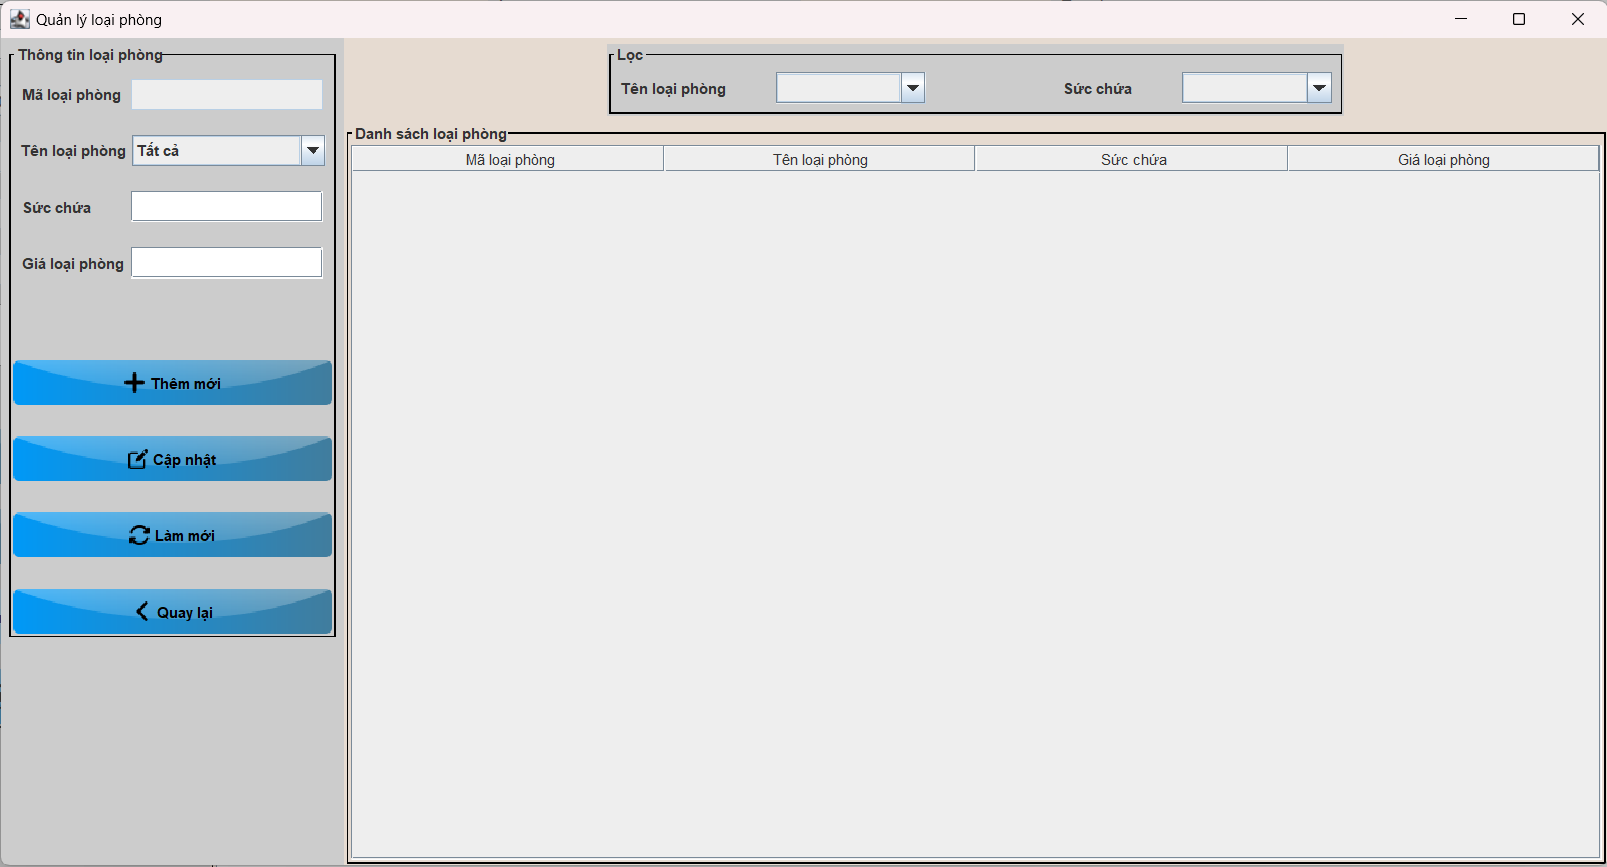 Quản lý loại phòng
Thông tin loại phòng
Mã loại phòng
Tên loại phòng Tất cả
Sức chứa
Giá loại phòng
Thêm mới
Cập nhật
Làm mới
Quay lại
Lọc
Tên loại phòng Sức chứa
Danh sách loại phòng
Mã loại phòng Tên loại phòng Sức chứa Giá loại phòng